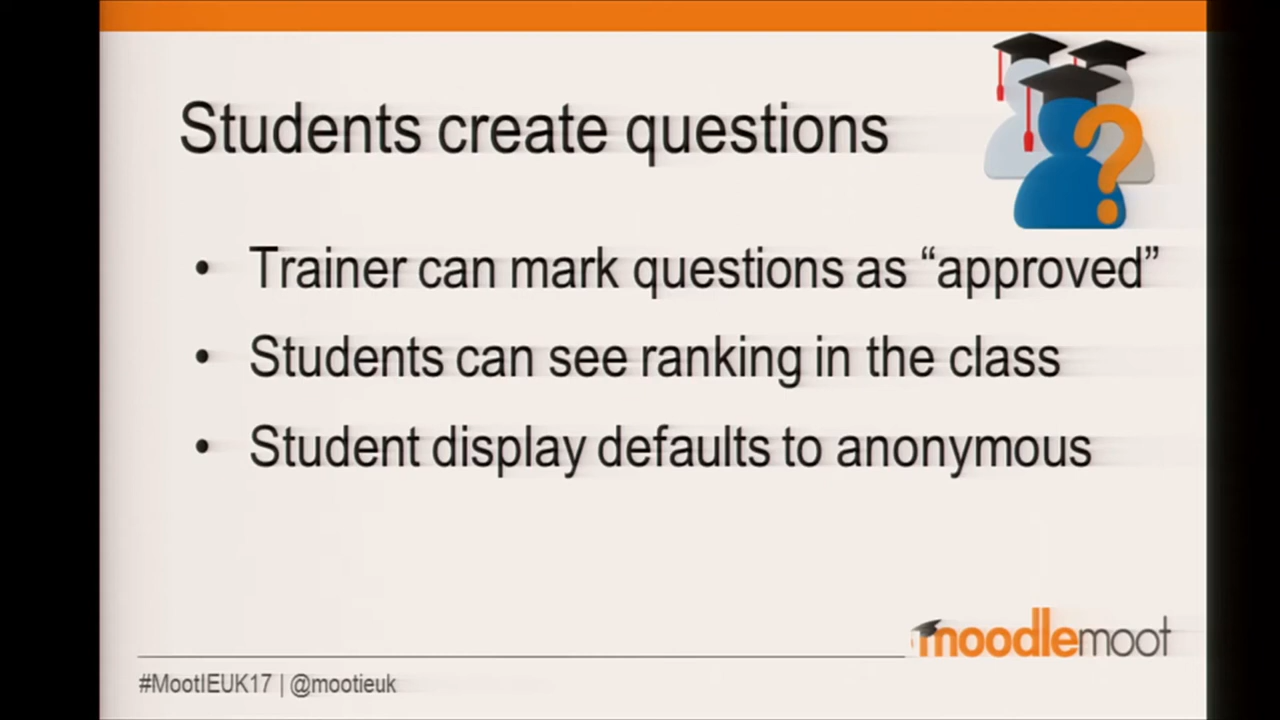 Students create questions
• Trainer can mark questions as “approved”
• Students can see ranking in the class
• Student display defaults to anonymous
moodlemoot
#MootIEUK17 | @mootieuk